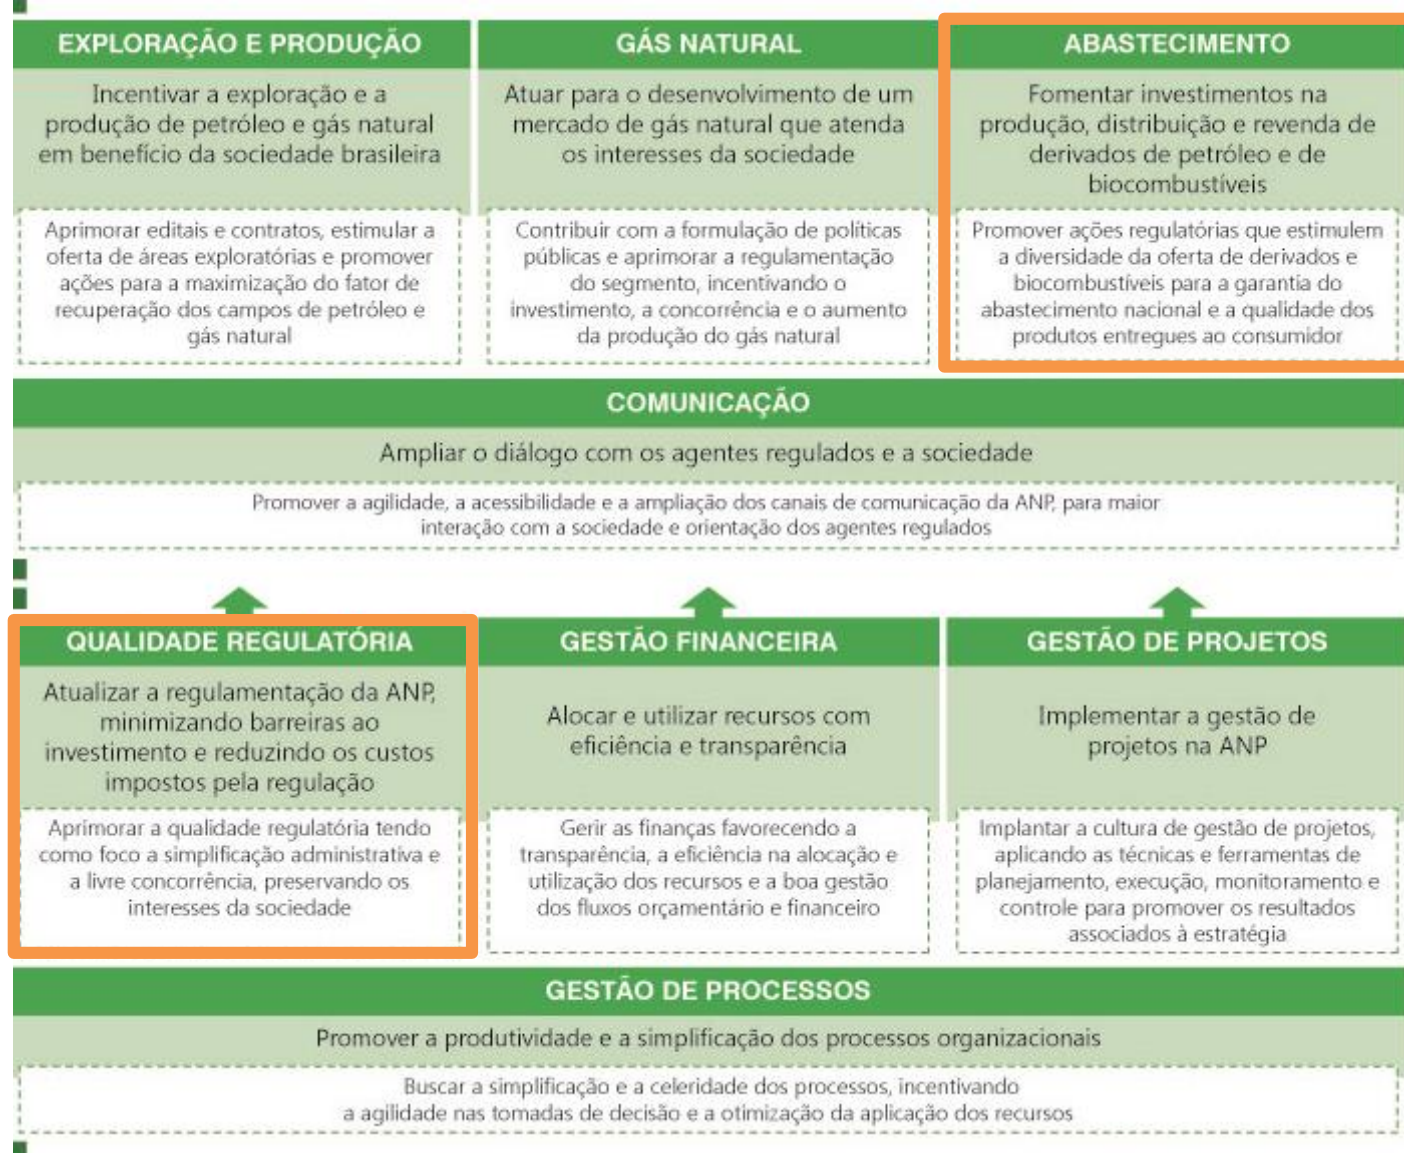 EXPLORAÇÃO E PRODUÇÃO
Incentivar a exploração e a
produção de petróleo e gás natural
em benefício da sociedade brasileira
Aprimorar editais e contratos, estimular a
oferta de áreas exploratórias e promover
ações para a maximização do fator de
recuperação dos campos de petróleo e
gás natural
GÁS NATURAL
Atuar para o desenvolvimento de um
mercado de gás natural que atenda
os interesses da sociedade
Contribuir com a formulação de políticas
públicas e aprimorar a regulamentação
do segmento, incentivando o
investimento, a concorrência e o aumento
da produção do gás natural
ABASTECIMENTO
Fomentar investimentos na
produção, distribuição e revenda de
derivados de petróleo e de
biocombustíveis
Promover ações regulatórias que estimulem
a diversidade da oferta de derivados e
biocombustíveis para a garantia do
abastecimento nacional e a qualidade dos
produtos entregues ao consumidor
COMUNICAÇÃO
Ampliar o diálogo com os agentes regulados e a sociedade
Promover a agilidade, a acessibilidade e a ampliação dos canais de comunicação da ANP, para maior
interação com a sociedade e orientação dos agentes regulados
QUALIDADE REGULATÓRIA
Atualizar a regulamentação da ANP,
minimizando barreiras ao
investimento e reduzindo os custos
impostos pela regulação
Aprimorar a qualidade regulatória tendo
como foco a simplificação administrativa e
a livre concorrência, preservando os
interesses da sociedade
GESTÃO FINANCEIRA
Alocar e utilizar recursos com
eficiência e transparência
Gerir as finanças favorecendo a
transparência, a eficiência na alocação e
utilização dos recursos e a boa gestão
dos fluxos orçamentário e financeiro
GESTÃO DE PROJETOS
Implementar a gestão de
projetos na ANP
Implantar a cultura de gestão de projetos,
aplicando as técnicas e ferramentas de
planejamento, execução, monitoramento e
controle para promover os resultados
associados à estratégia
GESTÃO DE PROCESSOS
Promover a produtividade e a simplificação dos processos organizacionais
Buscar a simplificação e a celeridade dos processos, incentivando
a agilidade nas tomadas de decisão e a otimização da aplicação dos recursos